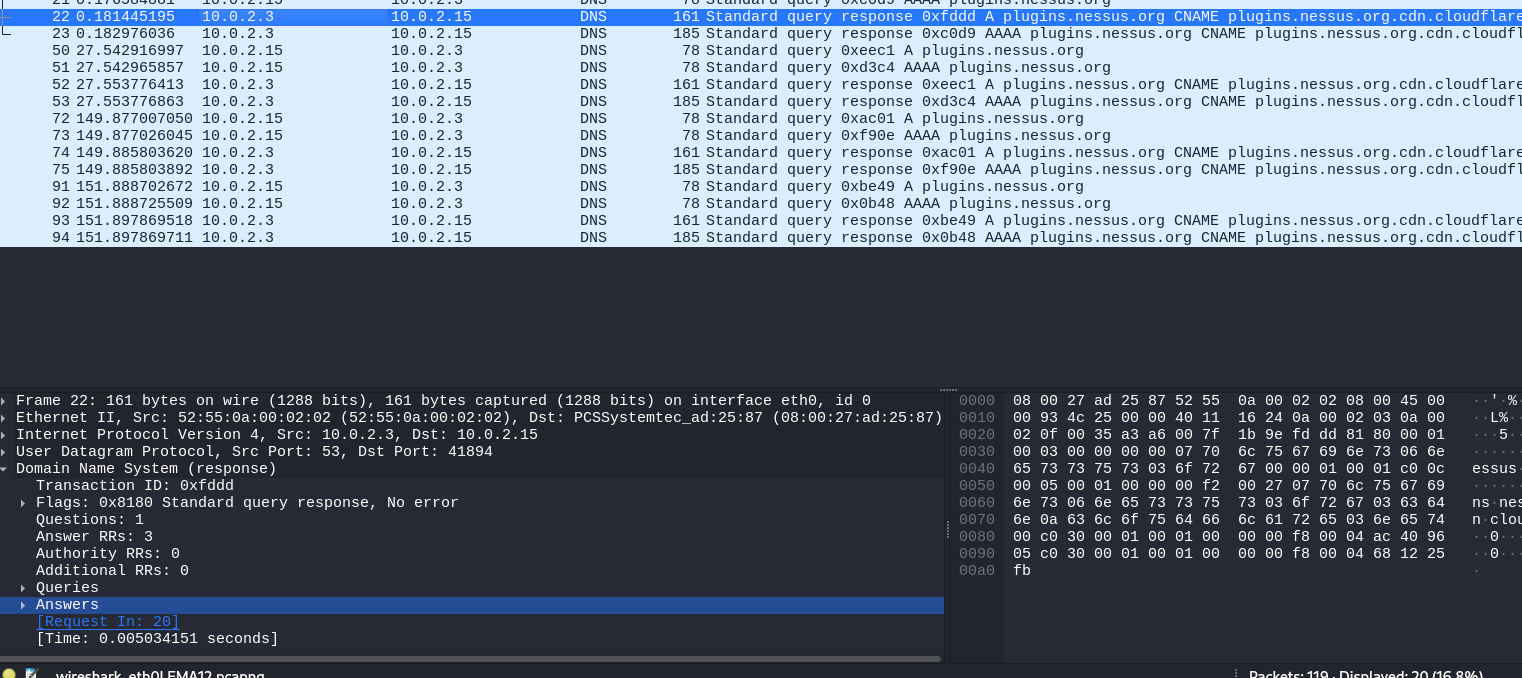 22 0.181445195 10.0.2.3 10.0.2.15 DNS 161 Standard query response 0xfddd A plugins.nessus.org CNAME plugins.nessus.org.cdn.cloudflare
23 0.182976036 10.0.2.3 10.0.2.15 DNS 185 Standard query response 0xc0d9 AAAA plugins.nessus.org CNAME plugins.nessus.org.cdn.cloudfl
50 27.542916997 10.0.2.15 10.0.2.3 DNS 78 Standard query 0xeec1 A plugins.nessus.org
51 27.542965857 10.0.2.15 10.0.2.3 DNS 78 Standard query 0xd3c4 AAAA plugins.nessus.org
52 27.553776413 10.0.2.3 10.0.2.15 DNS 161 Standard query response 0xeec1 A plugins.nessus.org CNAME plugins.nessus.org.cdn.cloudflare
53 27.553776863 10.0.2.3 10.0.2.15 DNS 185 Standard query response 0xd3c4 AAAA plugins.nessus.org CNAME plugins.nessus.org.cdn.cloudfl
72 149.877007050 10.0.2.15 10.0.2.3 DNS 78 Standard query 0xac01 A plugins.nessus.org
73 149.877026045 10.0.2.15 10.0.2.3 DNS 78 Standard query 0xf90e AAAA plugins.nessus.org
74 149.885803620 10.0.2.3 10.0.2.15 DNS 161 Standard query response 0xac01 A plugins.nessus.org CNAME plugins.nessus.org.cdn.cloudflare
75 149.885803892 10.0.2.3 10.0.2.15 DNS 185 Standard query response 0xf90e AAAA plugins.nessus.org CNAME plugins.nessus.org.cdn.cloudfl
91 151.888702672 10.0.2.15 10.0.2.3 DNS 78 Standard query 0xbe49 A plugins.nessus.org
92 151.888725509 10.0.2.15 10.0.2.3 DNS 78 Standard query 0x0b48 AAAA plugins.nessus.org
93 151.897869518 10.0.2.3 10.0.2.15 DNS 161 Standard query response 0xbe49 A plugins.nessus.org CNAME plugins.nessus.org.cdn.cloudflare
94 151.897869711 10.0.2.3 10.0.2.15 DNS 185 Standard query response 0x0b48 AAAA plugins.nessus.org CNAME plugins.nessus.org.cdn.cloudfl
Frame 22: 161 bytes on wire (1288 bits), 161 bytes captured (1288 bits) on interface eth0, id 0
Ethernet II, Src: 52:55:0a:00:02:02 (52:55:0a:00:02:02), Dst: PCSSystemtec_ad:25:87 (08:00:27:ad:25:87)
Internet Protocol Version 4, Src: 10.0.2.3, Dst: 10.0.2.15
User Datagram Protocol, Src Port: 53, Dst Port: 41894
Domain Name System (response)
Transaction ID: 0xfddd
Flags: 0x8180 Standard query response, No error
Questions: 1
Answer RRs: 3
Authority RRs: 0
Additional RRs: 0
Queries
Answers
[Request In: 20]
[Time: 0.005034151 seconds]
0000 08 00 27 ad 25 87 52 55 0a 00 02 02 08 00 45 00 ··'·%
0010 00 93 4c 25 00 00 40 11 16 24 0a 00 02 03 0a 00 ··L%··
0020 02 0f 00 35 a3 a6 00 7f 1b 9e fd dd 81 80 00 01 ···5··
0030 00 03 00 00 00 00 07 70 6c 75 67 69 6e 73 06 6e ······
0040 65 73 73 75 73 03 6f 72 67 00 00 01 00 01 c0 0c essus·
0050 00 05 00 01 00 00 00 f2 00 27 07 70 6c 75 67 69 ······
0060 6e 73 06 6e 65 73 73 75 73 03 6f 72 67 03 63 64 ns·nes
0070 6e 0a 63 6c 6f 75 64 66 6c 61 72 65 03 6e 65 74 n·clou
0080 00 c0 30 00 01 00 01 00 00 00 f8 00 04 ac 40 96 ··0···
0090 05 c0 30 00 01 00 01 00 00 00 f8 00 04 68 12 25 ··0···
00a0 fb ·
wireshark_eth0LEMA12.pcapng
Packets: 119 · Displayed: 20 (16.8%)